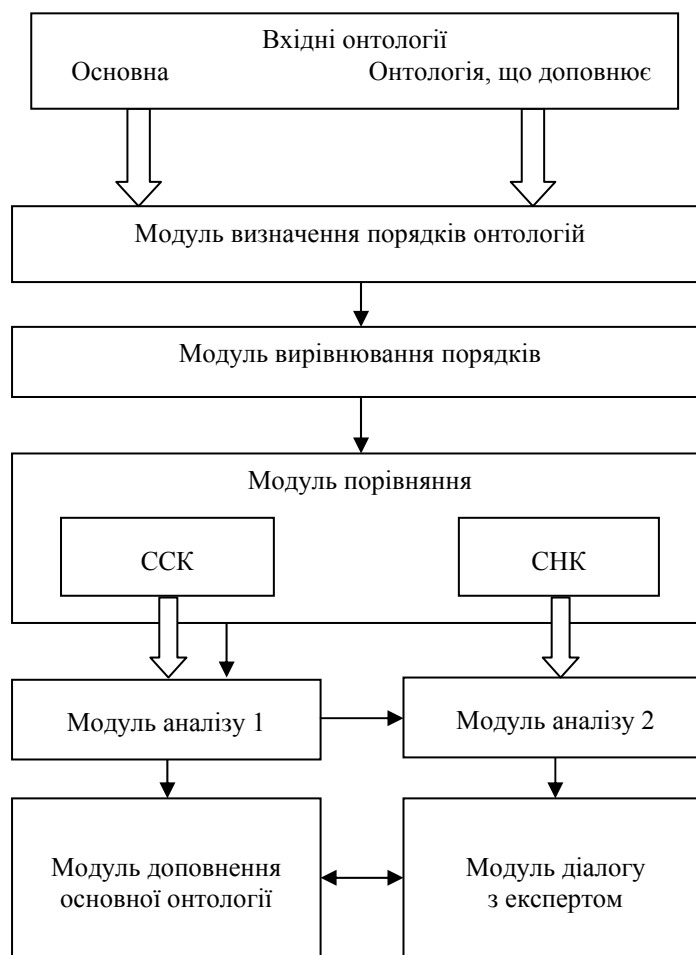 Вхідні онтології
Основна Онтологія, що доповнює
Модуль визначення порядків онтологій
Модуль вирівнювання порядків
Модуль порівняння
ССК СНК
Модуль аналізу 1 Модуль аналізу 2
Модуль доповнення
основної онтології
Модуль діалогу
з експертом